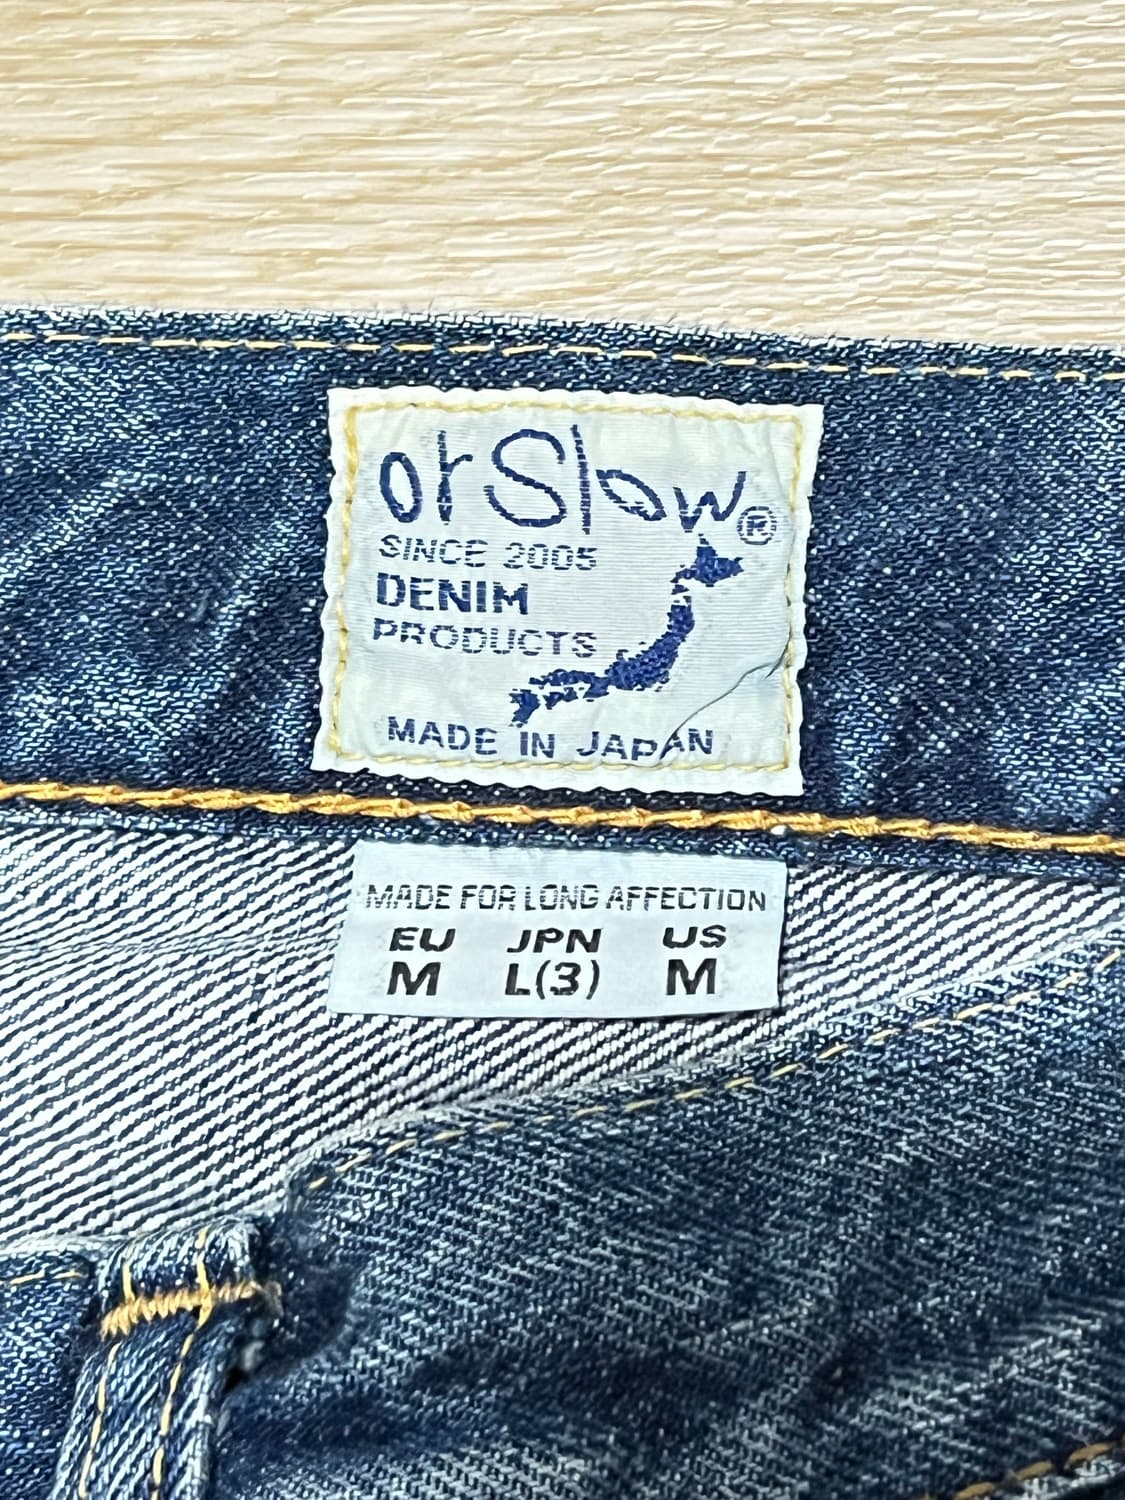 orSlow®
SINCE 2005
DENIM
PRODUCTS
MADE IN JAPAN
MADE FOR LONG AFFECTION
EU JPN US
M L(3) M